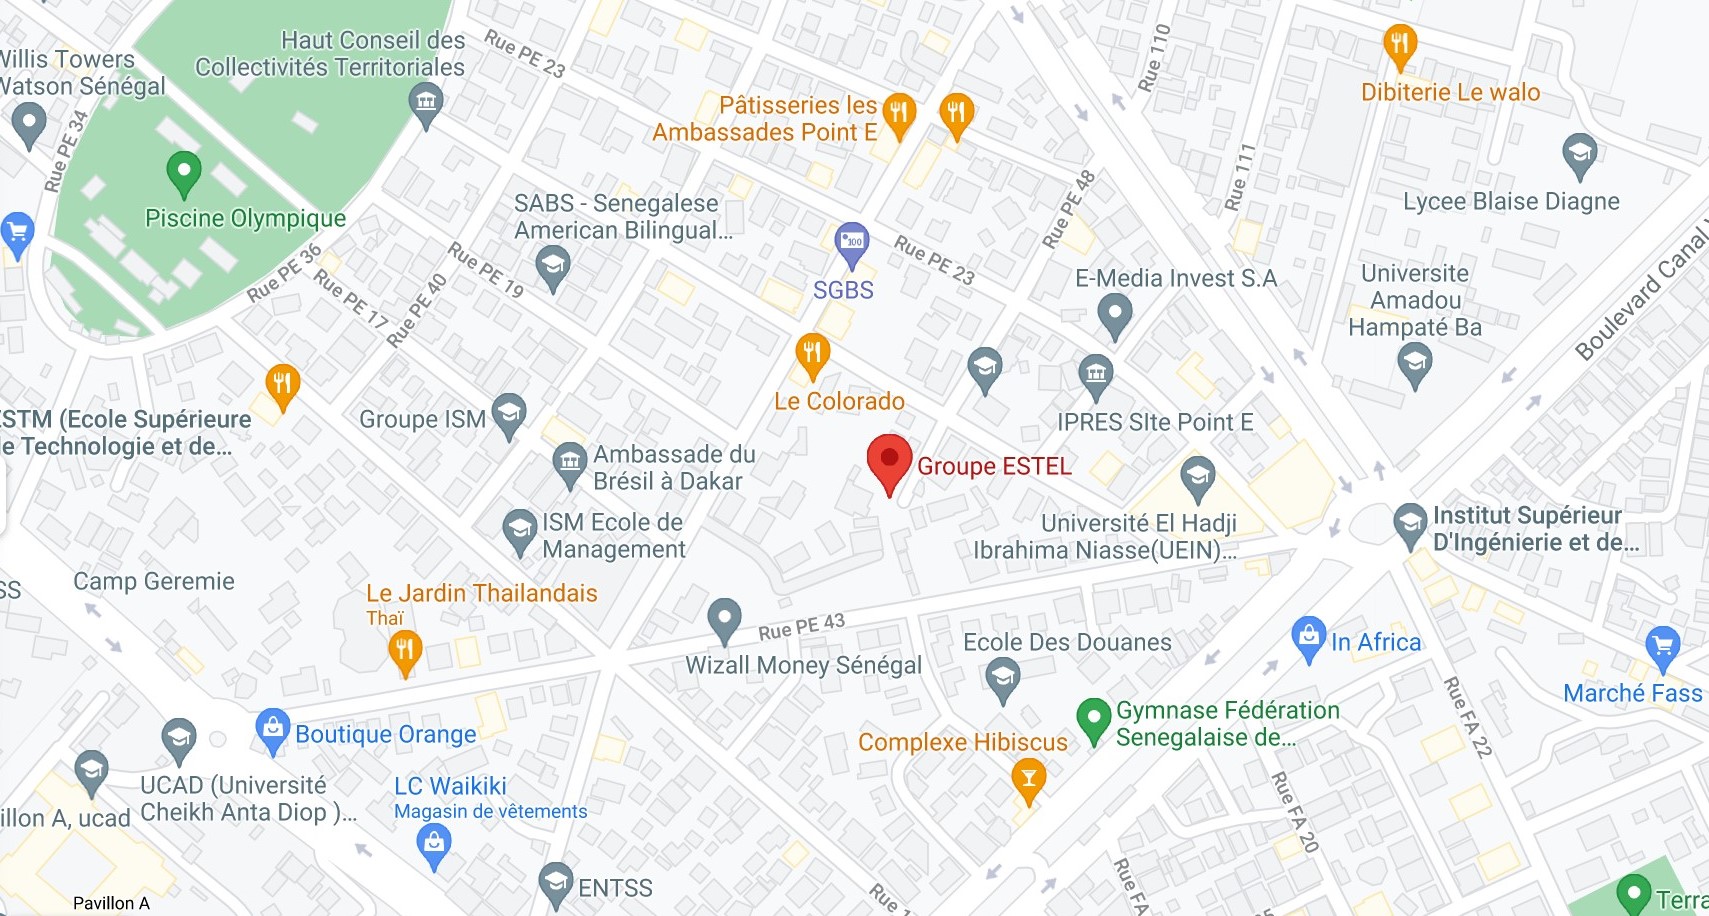 Haut Conseil des
Collectivités Territoriales
Willis Towers
Watson Sénégal
Rue PE 34
Piscine Olympique
Rue PE 23
Pâtisseries les
Ambassades Point E
Rue 110
Dibiterie Le walo
Rue 111
Lycee Blaise Diagne
SABS - Senegalese
American Bilingual...
Rue PE 48
SGBS
100
Rue PE 23
Rue PE 36
Rue PE 17
Rue PE 40
Rue PE 19
E-Media Invest S.A
Universite
Amadou
Hampaté Ba
Boulevard Canal
Le Colorado
IPRES SIte Point E
ESTM (Ecole Supérieure
de Technologie et de...
Groupe ISM
Ambassade du
Brésil à Dakar
Groupe ESTEL
ISM Ecole de
Management
Université El Hadji
Ibrahima Niasse(UEIN)...
Institut Supérieur
D'Ingénierie et de...
SS
Camp Geremie
Le Jardin Thailandais
Thaï
Rue PE 43
Wizall Money Sénégal
Ecole Des Douanes
In Africa
Marché Fass
Rue FA 22
Gymnase Fédération
Senegalaise de...
Complexe Hibiscus
Boutique Orange
UCAD (Université
Cheikh Anta Diop )...
illon A, ucad
LC Waikiki
Magasin de vêtements
Rue FA 20
ENTSS
Rue 1
Rue FA
Terra
Pavillon A